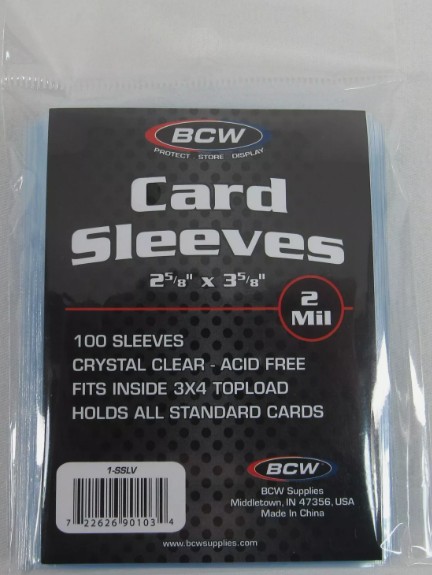 BCW
PROTECT STORE DISPLAY
Card
Sleeves
2 5/8" x 3 5/8"
2
Mil
100 SLEEVES
CRYSTAL CLEAR - ACID FREE
FITS INSIDE 3X4 TOPLOAD
HOLDS ALL STANDARD CARDS
1-SSLV
7 22626 90103 4
BCW
BCW Supplies
Middletown, IN 47356, USA
Made In China
www.bcwsupplies.com